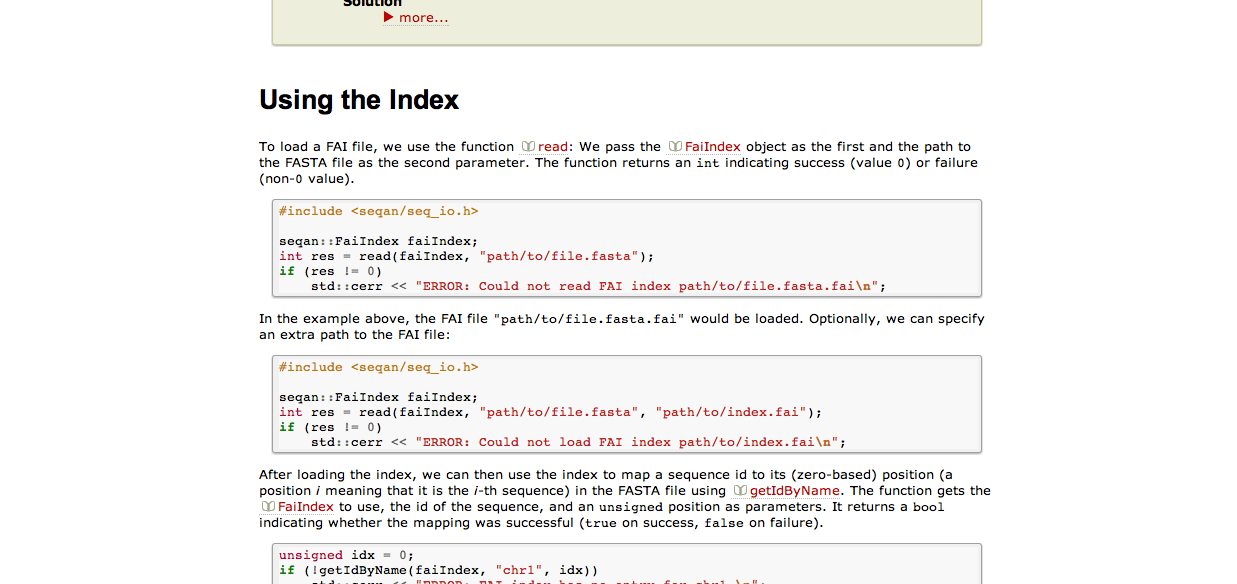 Solution
▶ more...
Using the Index
To load a FAI file, we use the function read: We pass the FaiIndex object as the first and the path to
the FASTA file as the second parameter. The function returns an int indicating success (value 0) or failure
(non-0 value).
#include <seqan/seq_io.h>
seqan::FaiIndex faiIndex;
int res = read(faiIndex, "path/to/file.fasta");
if (res != 0)
    std::cerr << "ERROR: Could not read FAI index path/to/file.fasta.fai\n";
In the example above, the FAI file "path/to/file.fasta.fai" would be loaded. Optionally, we can specify
an extra path to the FAI file:
#include <seqan/seq_io.h>
seqan::FaiIndex faiIndex;
int res = read(faiIndex, "path/to/file.fasta", "path/to/index.fai");
if (res != 0)
    std::cerr << "ERROR: Could not load FAI index path/to/index.fai\n";
After loading the index, we can then use the index to map a sequence id to its (zero-based) position (a
position i meaning that it is the i-th sequence) in the FASTA file using getIdByName. The function gets the
FaiIndex to use, the id of the sequence, and an unsigned position as parameters. It returns a bool
indicating whether the mapping was successful (true on success, false on failure).
unsigned idx = 0;
if (!getIdByName(faiIndex, "chr1", idx))
    std::cerr << "ERROR: FAI index has no entry for chr1.\n";